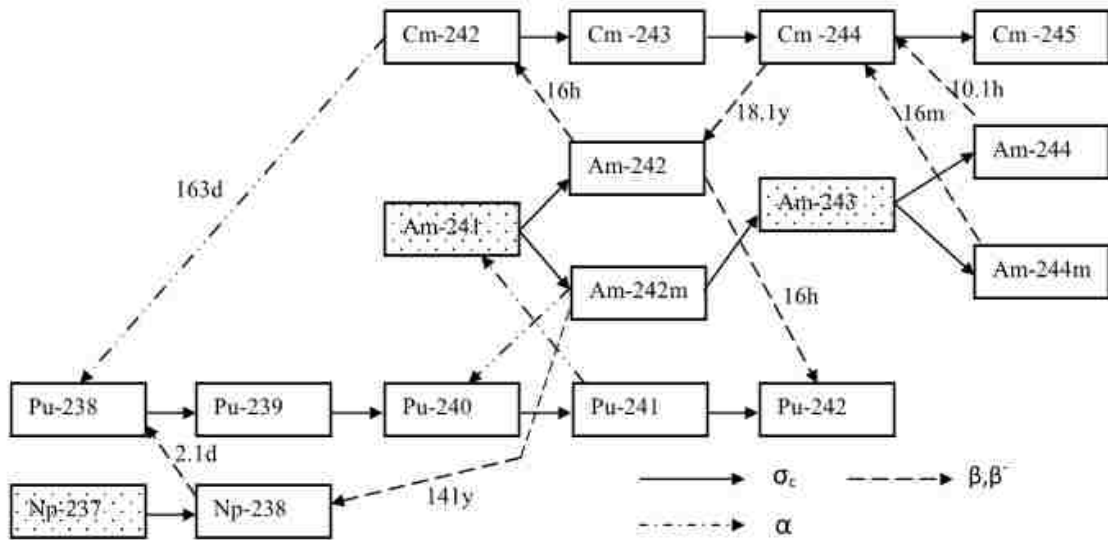 Cm-242
Cm -243
Cm -244
Cm -245
16h
18.1y
16m
10.1h
Am-242
Am-244
163d
Am-241
Am-243
Am-242m
Am-244m
16h
Pu-238
Pu-239
Pu-240
Pu-241
Pu-242
2.1d
Np-237
Np-238
141y
σc
β,β⁻
α